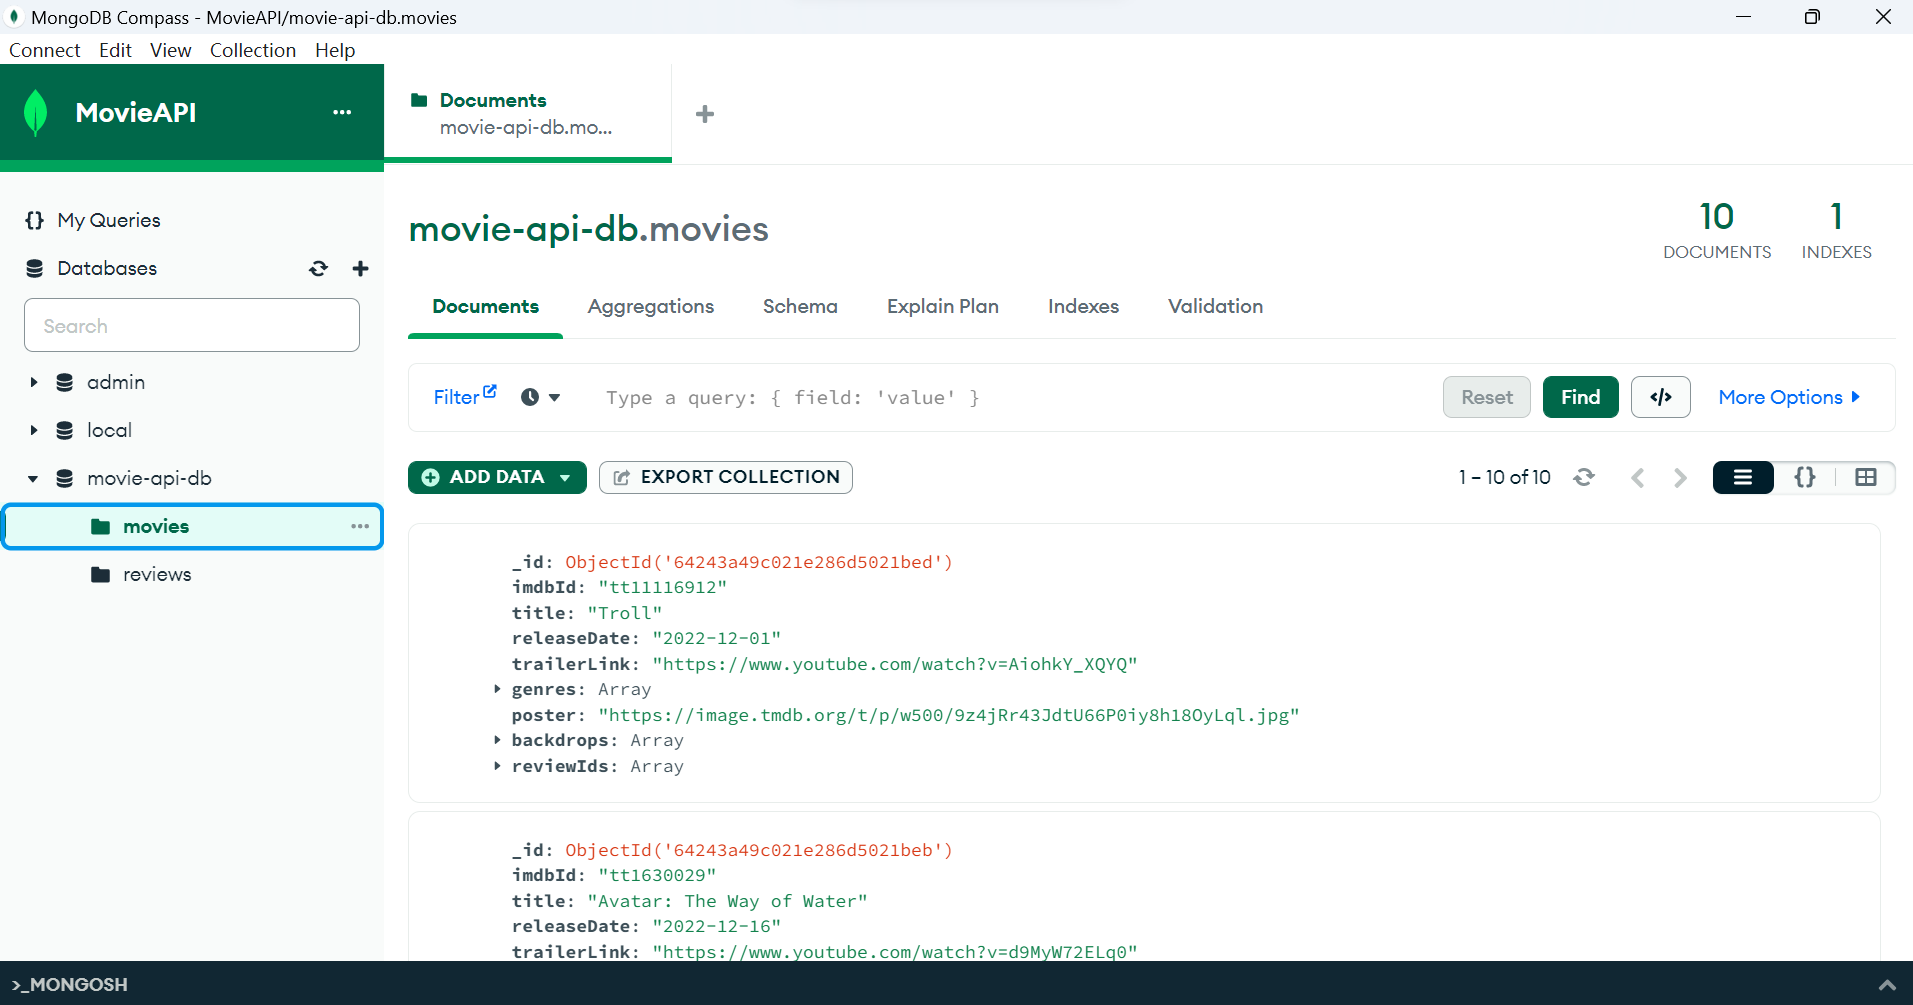 MongoDB Compass - MovieAPI/movie-api-db.movies
Connect Edit View Collection Help
MovieAPI
Documents
movie-api-db.mo...
My Queries
Databases
Search
admin
local
movie-api-db
movies
reviews
movie-api-db.movies
10
DOCUMENTS
1
INDEXES
Documents Aggregations Schema Explain Plan Indexes Validation
Filter Type a query: { field: 'value' } Reset Find </> More Options
ADD DATA EXPORT COLLECTION 1 – 10 of 10 {}
_id: ObjectId('64243a49c021e286d5021bed')
imdbId: "tt11116912"
title: "Troll"
releaseDate: "2022-12-01"
trailerLink: "https://www.youtube.com/watch?v=AiohkY_XQYQ"
genres: Array
poster: "https://image.tmdb.org/t/p/w500/9z4jRr43JdtU66P0iy8h18OyLql.jpg"
backdrops: Array
reviewIds: Array
_id: ObjectId('64243a49c021e286d5021beb')
imdbId: "tt1630029"
title: "Avatar: The Way of Water"
releaseDate: "2022-12-16"
trailerLink: "https://www.youtube.com/watch?v=d9MyW72ELq0"
>_MONGOSH